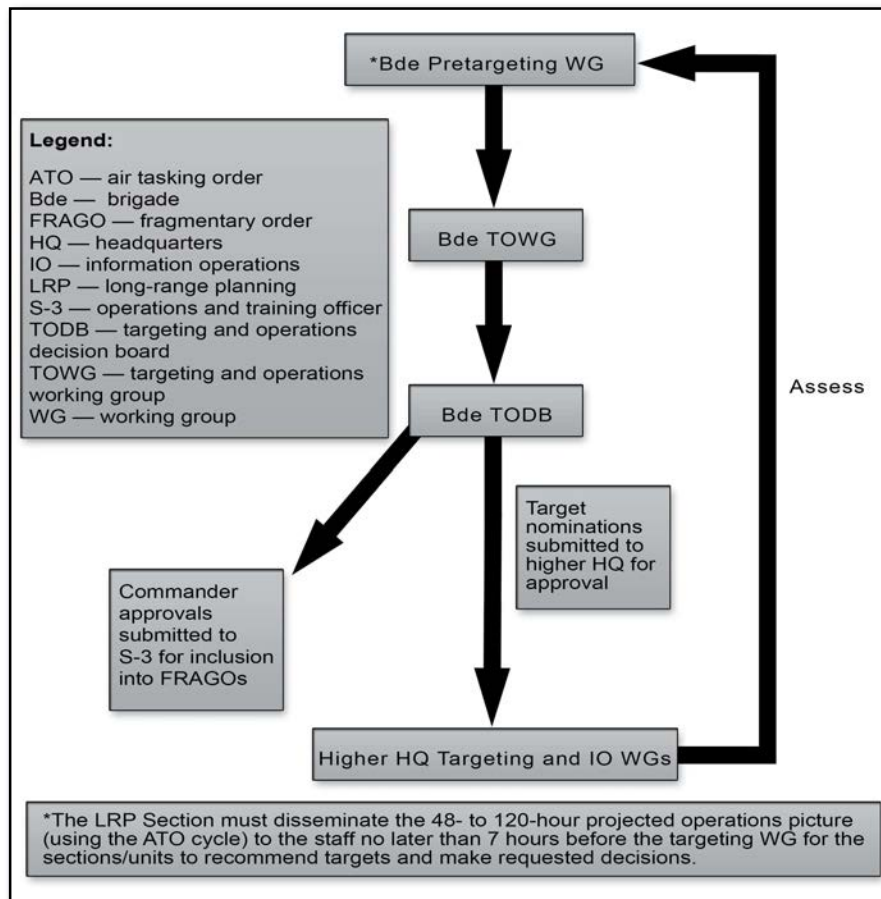 *Bde Pretargeting WG
Legend:
ATO — air tasking order
Bde — brigade
FRAGO — fragmentary order
HQ — headquarters
IO — information operations
LRP — long-range planning
S-3 — operations and training officer
TODB — targeting and operations
decision board
TOWG — targeting and operations
working group
WG — working group
Bde TOWG
Bde TODB
Assess
Target
nominations
submitted to
higher HQ for
approval
Commander
approvals
submitted to
S-3 for inclusion
into FRAGOs
Higher HQ Targeting and IO WGs
*The LRP Section must disseminate the 48- to 120-hour projected operations picture
(using the ATO cycle) to the staff no later than 7 hours before the targeting WG for the
sections/units to recommend targets and make requested decisions.